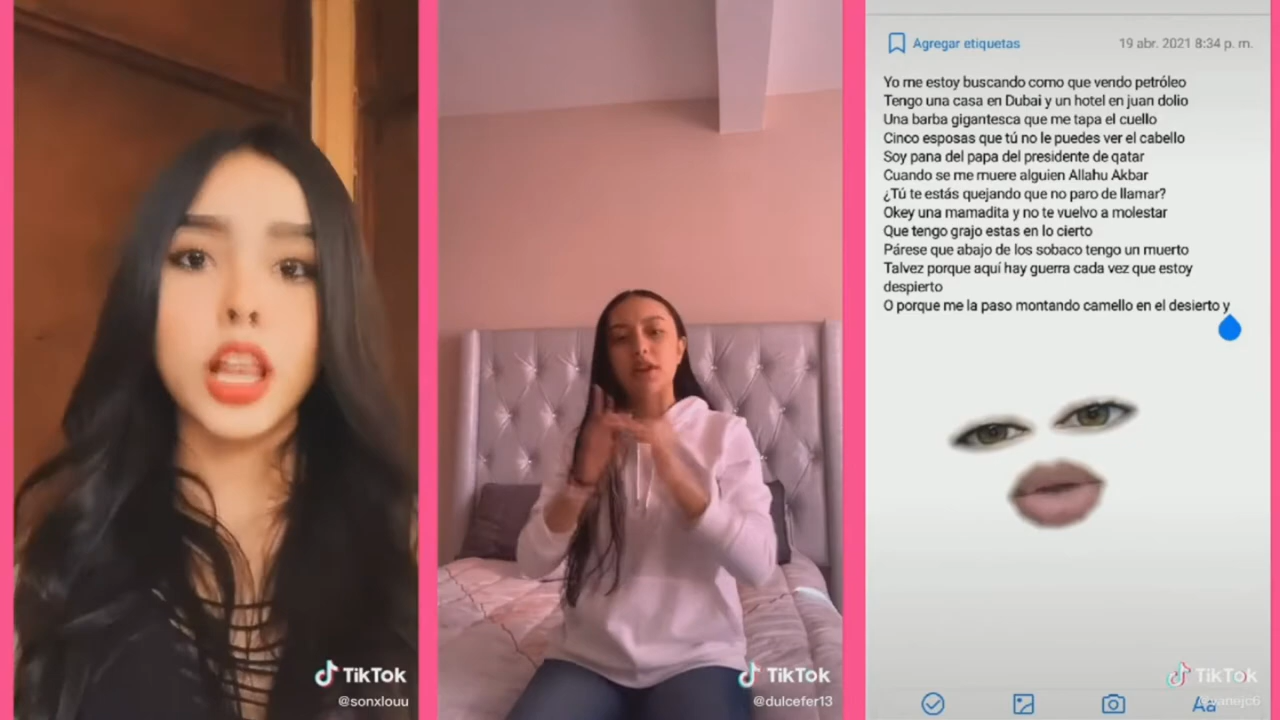 Agregar etiquetas
19 abr. 2021 8:34 p. m.
Yo me estoy buscando como que vendo petróleo
Tengo una casa en Dubai y un hotel en juan dolio
Una barba gigantesca que me tapa el cuello
Cinco esposas que tú no le puedes ver el cabello
Soy pana del papa del presidente de qatar
Cuando se me muere alguien Allahu Akbar
¿Tú te estás quejando que no paro de llamar?
Okey una mamadita y no te vuelvo a molestar
Que tengo grajo estas en lo cierto
Párese que abajo de los sobaco tengo un muerto
Talvez porque aquí hay guerra cada vez que estoy
despierto
O porque me la paso montando camello en el desierto y
TikTok
@sonxlouu
TikTok
@dulcefer13
TikTok
Aa